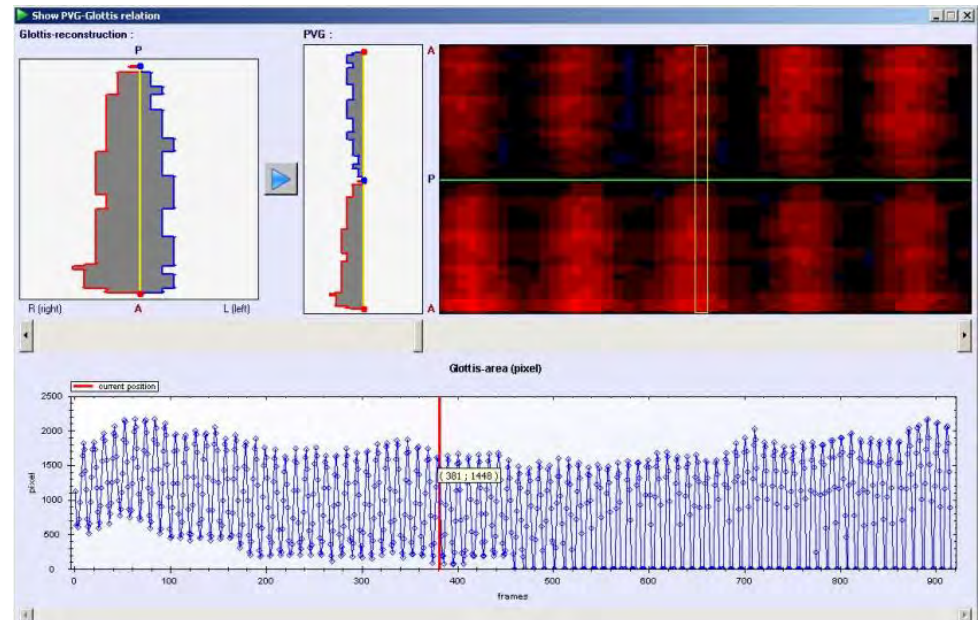 Show PVG-Glottis relation
Glottis-reconstruction :
PVG :
P
A
P
A
R (right)
A
L (left)
Glottis-area (pixel)
current position
2500
2000
1500
1000
500
0
pixel
( 381 ; 1448 )
0 100 200 300 400 500 600 700 800 900
frames